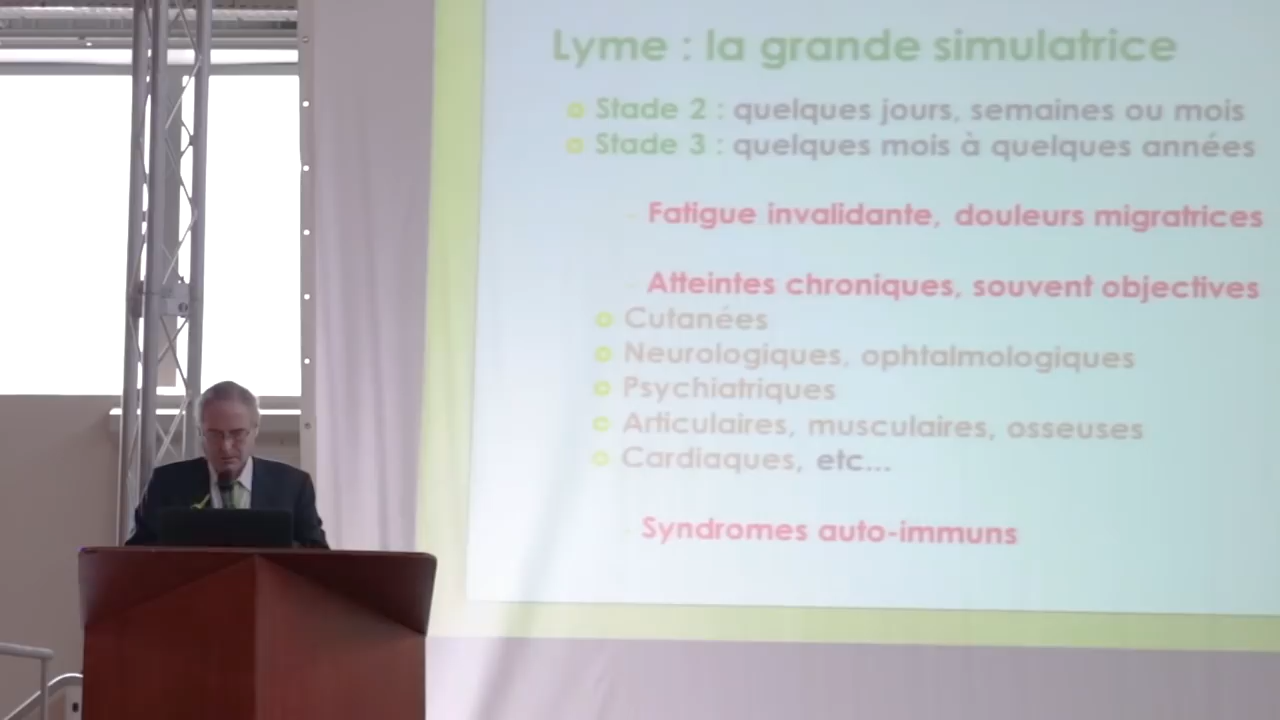 Lyme : la grande simulatrice
Stade 2 : quelques jours, semaines ou mois
Stade 3 : quelques mois à quelques années
- Fatigue invalidante, douleurs migratrices
- Atteintes chroniques, souvent objectives
Cutanées
Neurologiques, ophtalmologiques
Psychiatriques
Articulaires, musculaires, osseuses
Cardiaques, etc...
- Syndromes auto-immuns